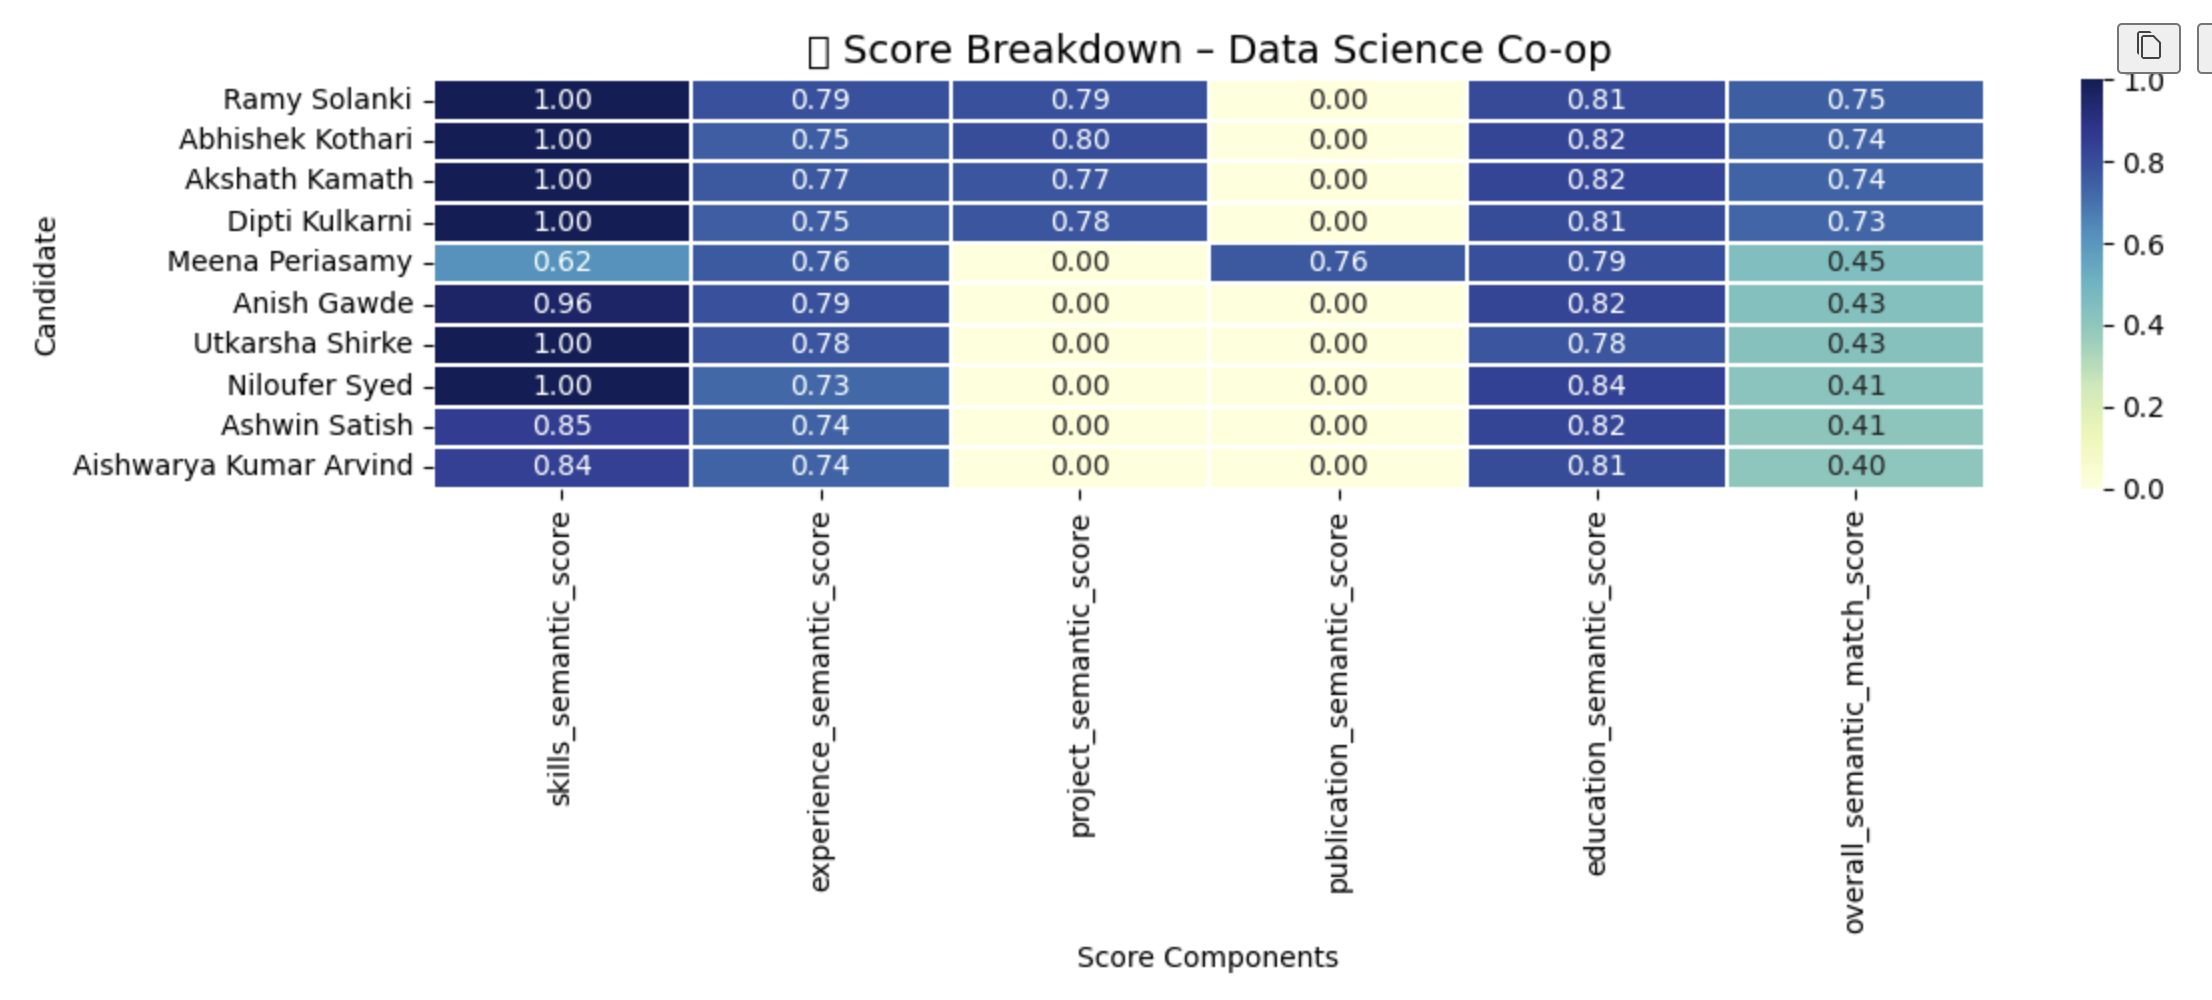 Score Breakdown – Data Science Co-op
Candidate
Ramy Solanki 1.00 0.79 0.79 0.00 0.81 0.75
Abhishek Kothari 1.00 0.75 0.80 0.00 0.82 0.74
Akshath Kamath 1.00 0.77 0.77 0.00 0.82 0.74
Dipti Kulkarni 1.00 0.75 0.78 0.00 0.81 0.73
Meena Periasamy 0.62 0.76 0.00 0.76 0.79 0.45
Anish Gawde 0.96 0.79 0.00 0.00 0.82 0.43
Utkarsha Shirke 1.00 0.78 0.00 0.00 0.78 0.43
Niloufer Syed 1.00 0.73 0.00 0.00 0.84 0.41
Ashwin Satish 0.85 0.74 0.00 0.00 0.82 0.41
Aishwarya Kumar Arvind 0.84 0.74 0.00 0.00 0.81 0.40
skills_semantic_score
experience_semantic_score
project_semantic_score
publication_semantic_score
education_semantic_score
overall_semantic_match_score
Score Components
1.0
0.8
0.6
0.4
0.2
0.0